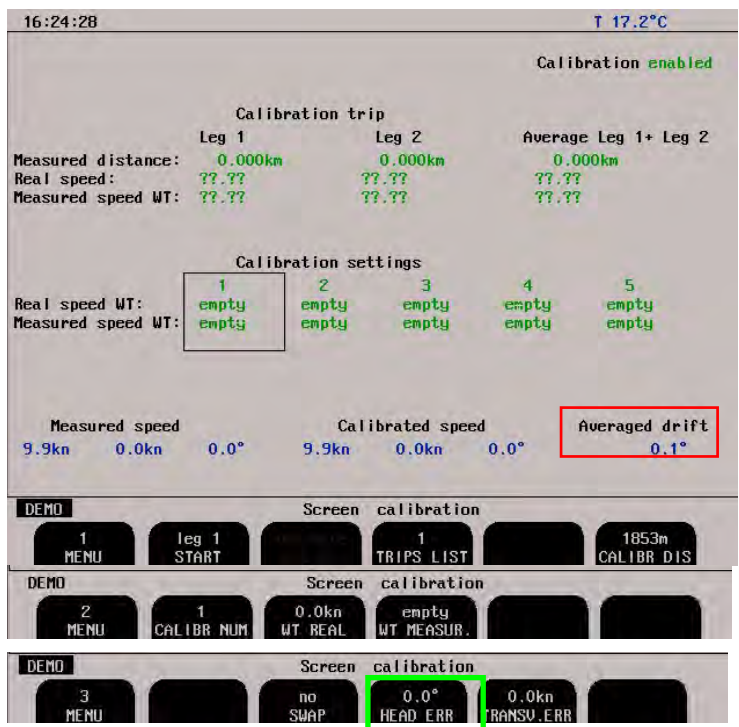 16:24:28 T 17.2°C
Calibration enabled
Calibration trip
Leg 1 Leg 2 Average Leg 1+ Leg 2
Measured distance: 0.000km 0.000km 0.000km
Real speed: ??.?? ??.?? ??.??
Measured speed WT: ??.?? ??.?? ??.??
Calibration settings
1 2 3 4 5
Real speed WT: empty empty empty empty empty
Measured speed WT: empty empty empty empty empty
Measured speed Calibrated speed Averaged drift
9.9kn 0.0kn 0.0° 9.9kn 0.0kn 0.0° 0.1°
DEMO Screen calibration
1 leg 1 1 1853m
MENU START TRIPS LIST CALIBR DIS
DEMO Screen calibration
2 1 0.0kn empty
MENU CALIBR NUM WT REAL WT MEASUR.
DEMO Screen calibration
3 no 0.0° 0.0kn
MENU SWAP HEAD ERR TRANSV.ERR